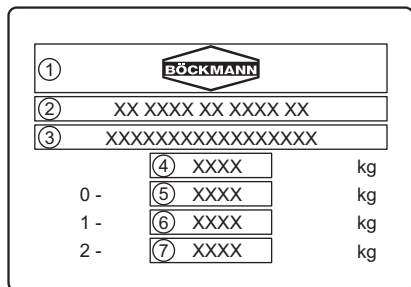 1 BÖCKMANN
2 XX XXXX XX XXXX XX
3 XXXXXXXXXXXXXXXXX
4 XXXX kg
0 - 5 XXXX kg
1 - 6 XXXX kg
2 - 7 XXXX kg